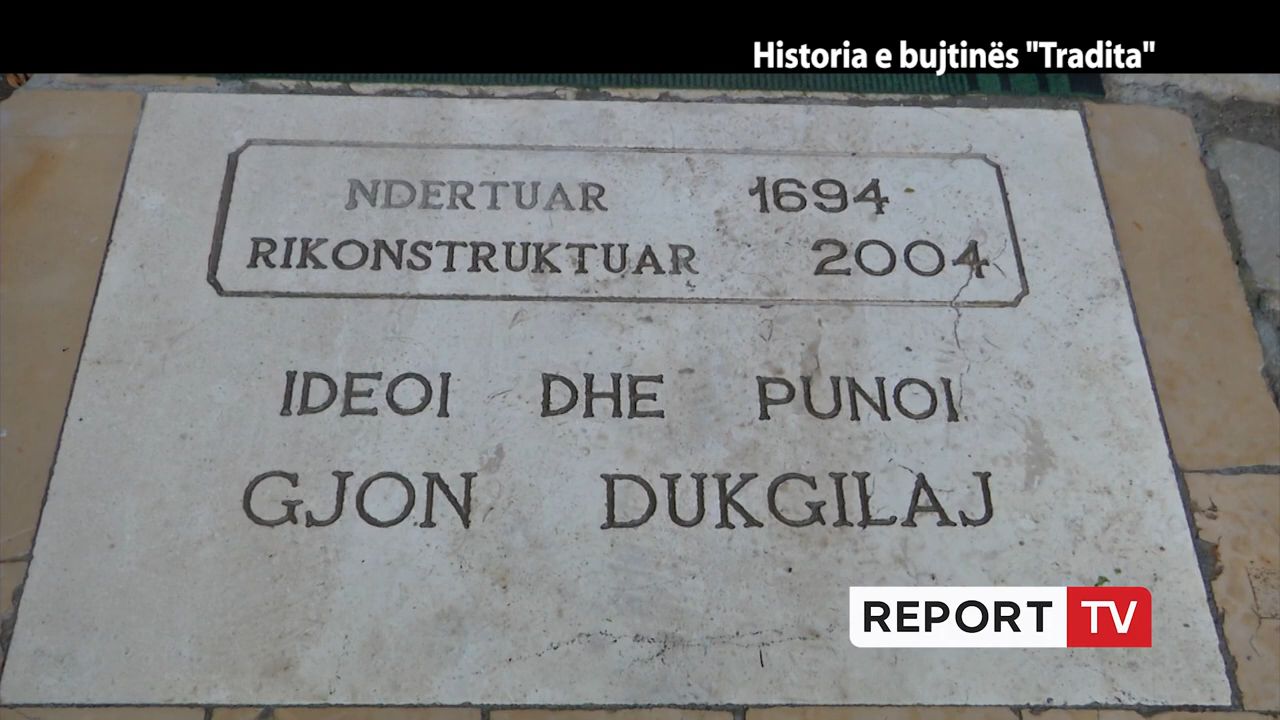 Historia e bujtinës "Tradita"
NDERTUAR 1694
RIKONSTRUKTUAR 2004
IDEOI DHE PUNOI
GJON DUKGILAJ
REPORT TV